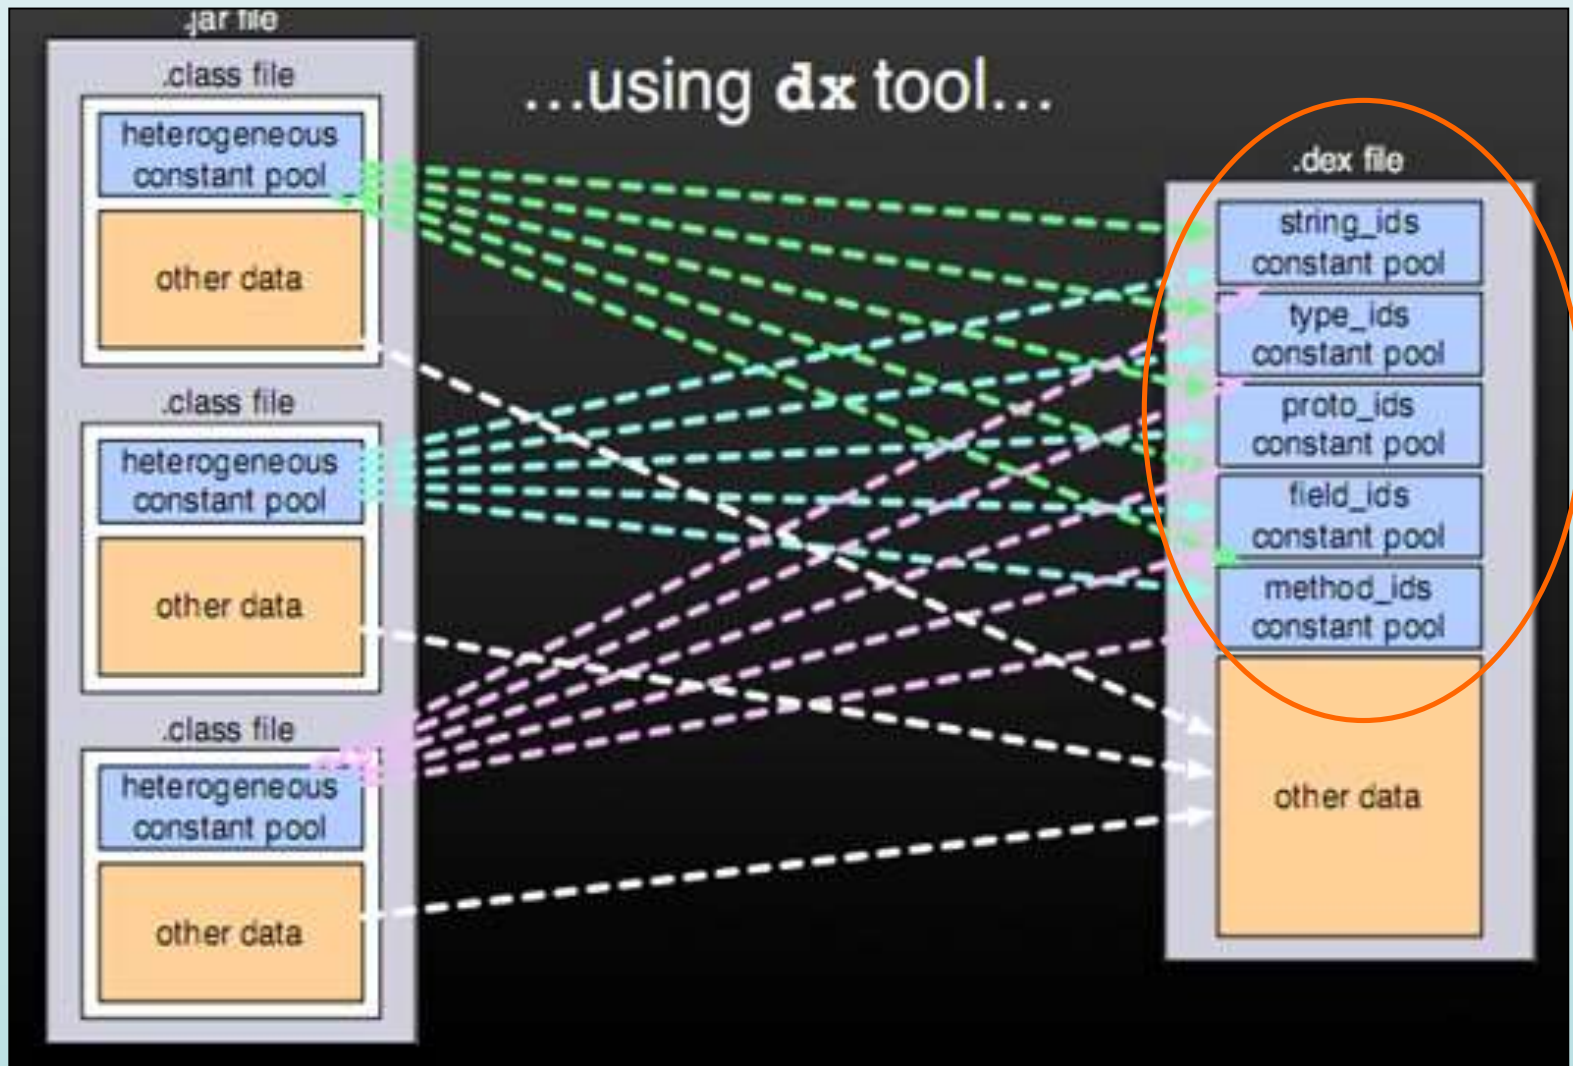 .jar file
...using dx tool...
.class file
heterogeneous
constant pool
other data
.class file
heterogeneous
constant pool
other data
.class file
heterogeneous
constant pool
other data
.dex file
string_ids
constant pool
type_ids
constant pool
proto_ids
constant pool
field_ids
constant pool
method_ids
constant pool
other data